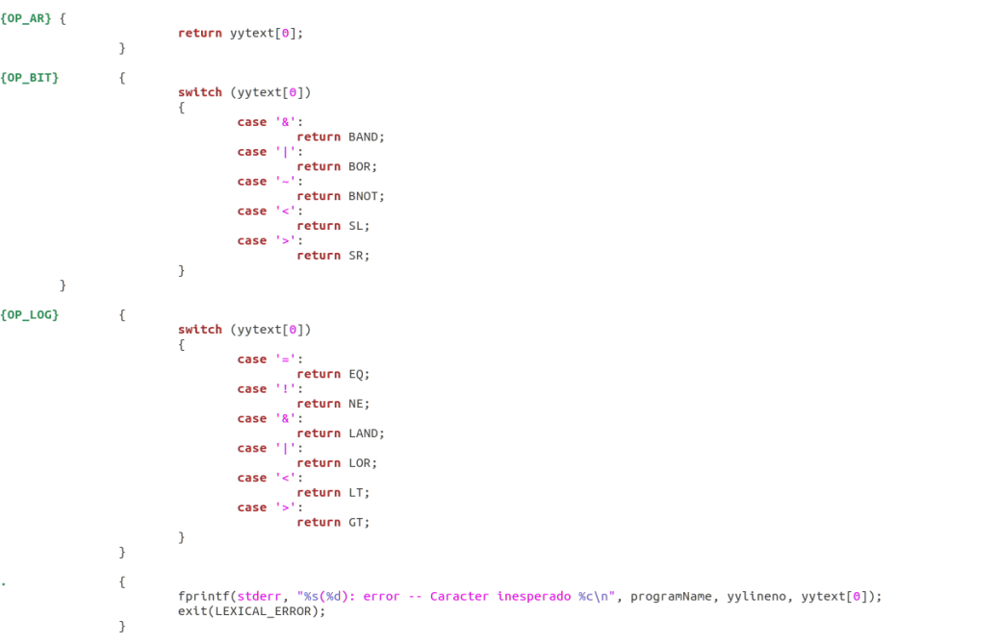 {OP_AR} {
return yytext[0];
}
{OP_BIT} {
switch (yytext[0])
{
case '&':
return BAND;
case '|':
return BOR;
case '~':
return BNOT;
case '<':
return SL;
case '>':
return SR;
}
}
{OP_LOG} {
switch (yytext[0])
{
case '=':
return EQ;
case '!':
return NE;
case '&':
return LAND;
case '|':
return LOR;
case '<':
return LT;
case '>':
return GT;
}
}
. {
fprintf(stderr, "%s(%d): error -- Caracter inesperado %c\n", programName, yylineno, yytext[0]);
exit(LEXICAL_ERROR);
}